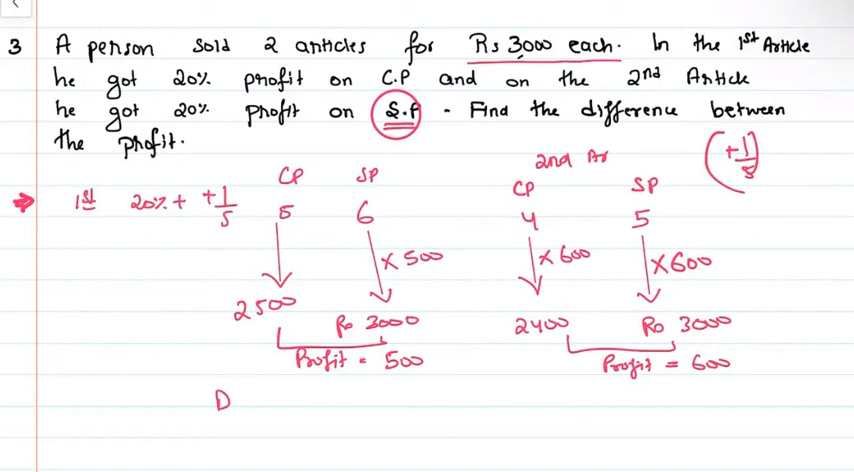 3 A person sold 2 articles for Rs 3000 each. In the 1st Article
he got 20% profit on C.P and on the 2nd Article
he got 20% Profit on S.P - Find the difference between
the profit.
2nd Ar (+1/5)
CP SP CP SP
1st 20% + +1/5 5 6 4 5
X 500 X 600 X 600
2500 Rs 3000 2400 Rs 3000
Profit = 500 Profit = 600
D